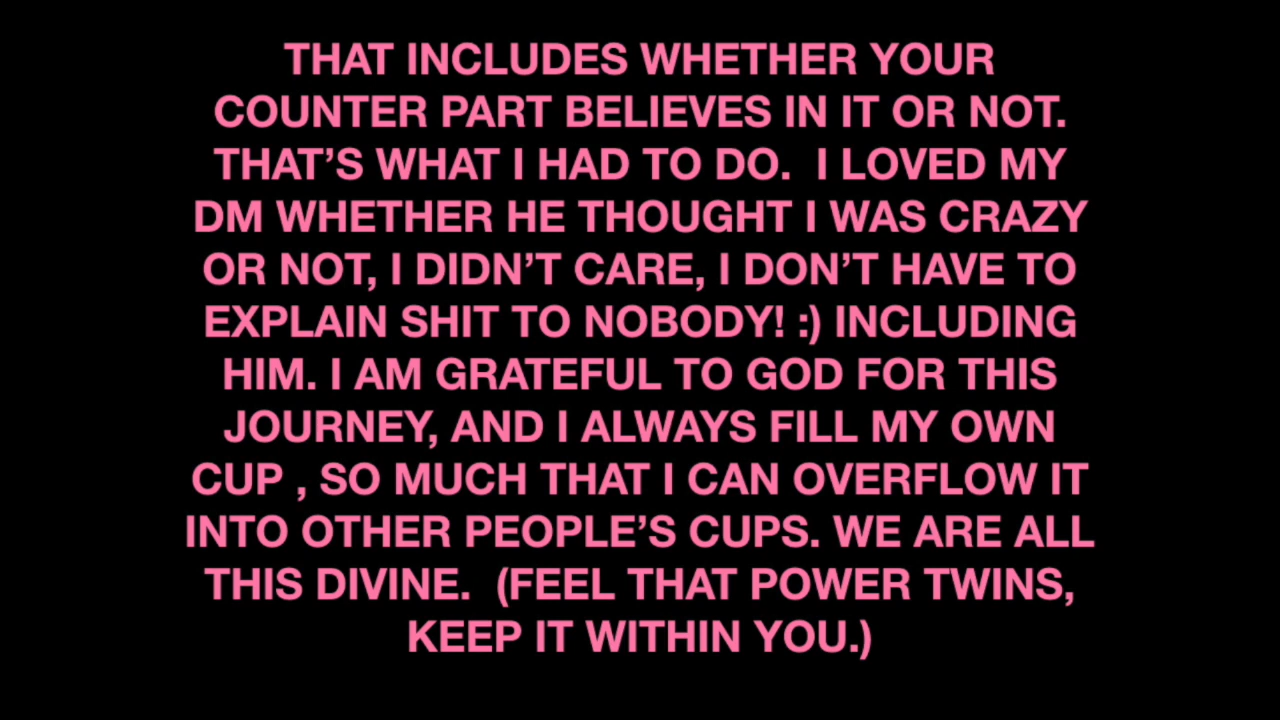 THAT INCLUDES WHETHER YOUR
COUNTER PART BELIEVES IN IT OR NOT.
THAT’S WHAT I HAD TO DO.  I LOVED MY
DM WHETHER HE THOUGHT I WAS CRAZY
OR NOT, I DIDN’T CARE, I DON’T HAVE TO
EXPLAIN SHIT TO NOBODY! :) INCLUDING
HIM. I AM GRATEFUL TO GOD FOR THIS
JOURNEY, AND I ALWAYS FILL MY OWN
CUP , SO MUCH THAT I CAN OVERFLOW IT
INTO OTHER PEOPLE’S CUPS. WE ARE ALL
THIS DIVINE.  (FEEL THAT POWER TWINS,
KEEP IT WITHIN YOU.)